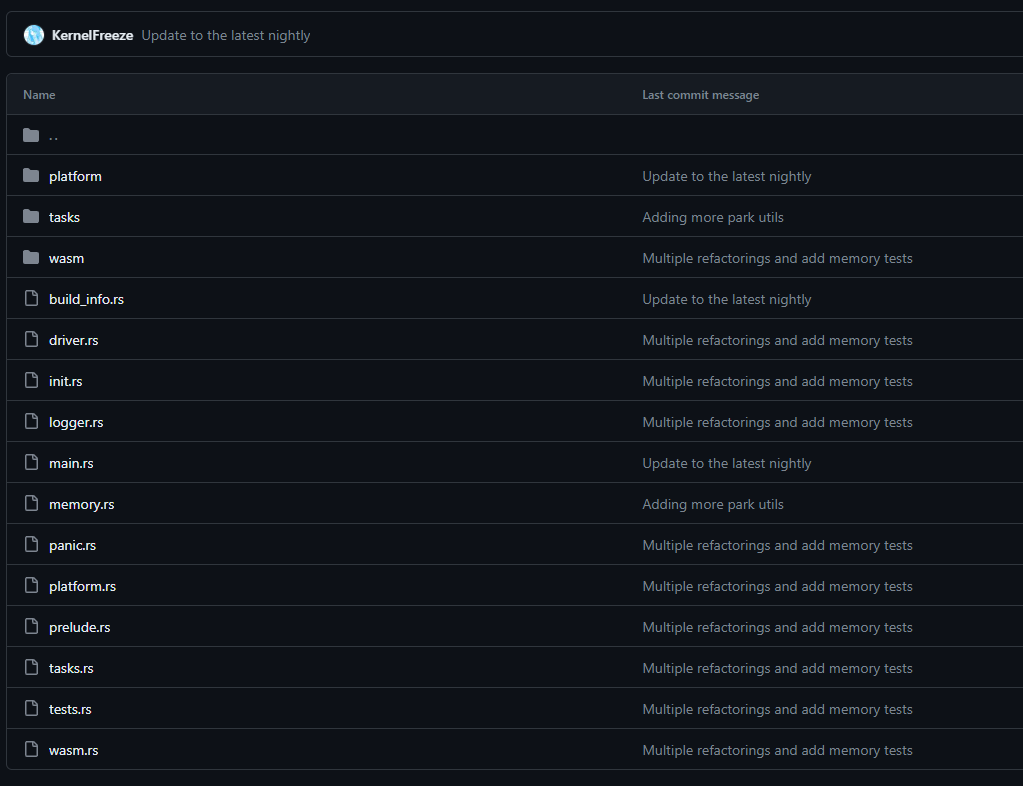 KernelFreeze Update to the latest nightly
Name Last commit message
..
platform Update to the latest nightly
tasks Adding more park utils
wasm Multiple refactorings and add memory tests
build_info.rs Update to the latest nightly
driver.rs Multiple refactorings and add memory tests
init.rs Multiple refactorings and add memory tests
logger.rs Multiple refactorings and add memory tests
main.rs Update to the latest nightly
memory.rs Adding more park utils
panic.rs Multiple refactorings and add memory tests
platform.rs Multiple refactorings and add memory tests
prelude.rs Multiple refactorings and add memory tests
tasks.rs Multiple refactorings and add memory tests
tests.rs Multiple refactorings and add memory tests
wasm.rs Multiple refactorings and add memory tests